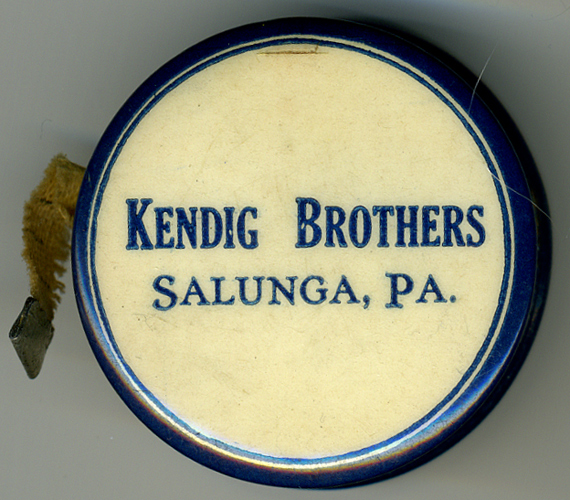 KENDIG BROTHERS
SALUNGA, PA.